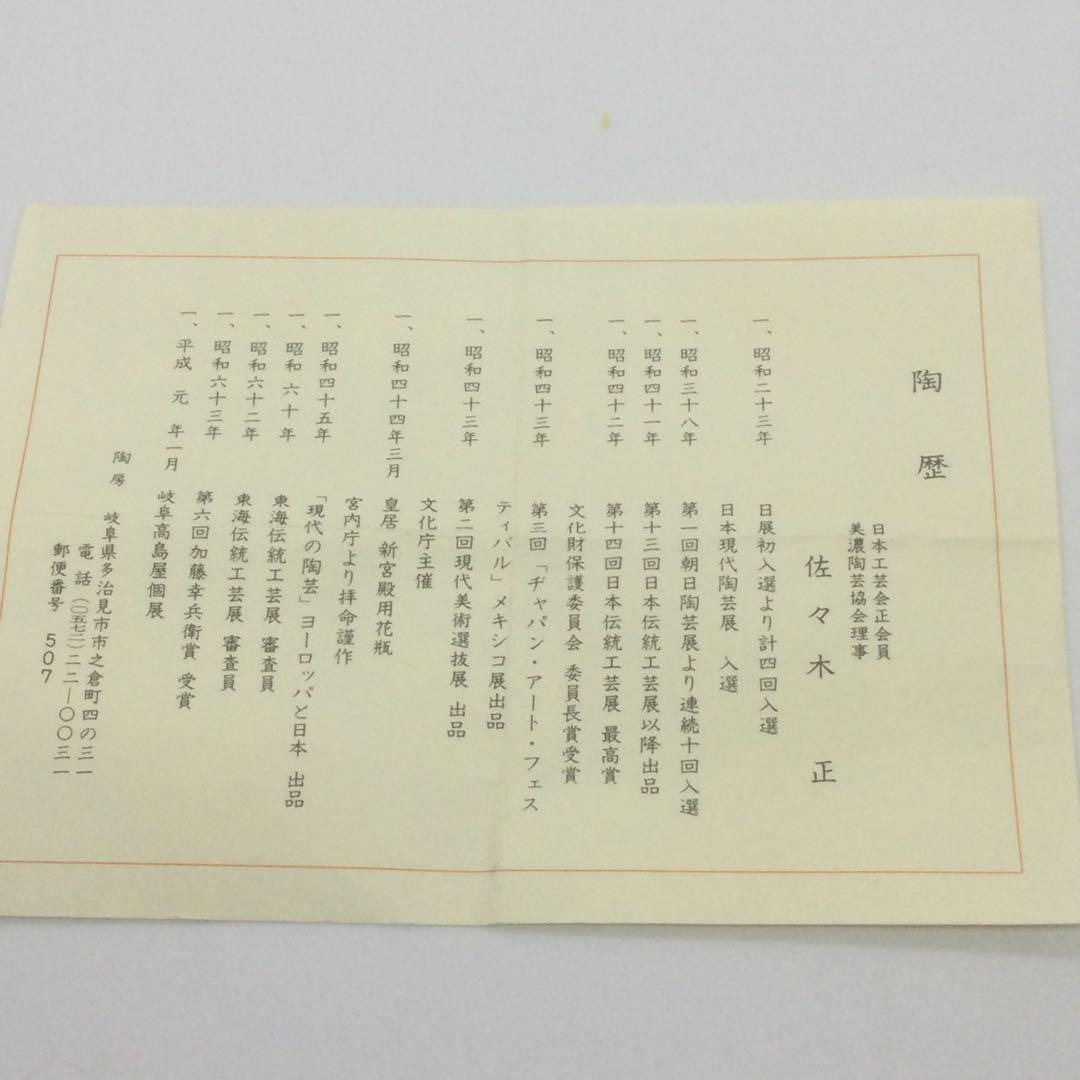 陶歴
日本工芸会正会員
美濃陶芸協会理事
佐々木 正
一、昭和二十三年 日展初入選より計四回入選
日本現代陶芸展 入選
一、昭和三十八年 第一回朝日陶芸展より連続十回入選
一、昭和四十一年 第十三回日本伝統工芸展以降出品
一、昭和四十二年 第十四回日本伝統工芸展 最高賞
文化財保護委員会 委員長賞受賞
一、昭和四十三年 第三回「ヂャパン・アート・フェス
ティバル」メキシコ展出品
一、昭和四十三年 第二回現代美術選抜展 出品
文化庁主催
一、昭和四十四年三月 皇居 新宮殿用花瓶
宮内庁より拝命謹作
一、昭和四十五年 「現代の陶芸」ヨーロッパと日本 出品
一、昭和 六十 年 東海伝統工芸展 審査員
一、昭和六十二年 東海伝統工芸展 審査員
一、昭和六十三年 第六回加藤幸兵衛賞 受賞
一、平成 元 年一月 岐阜高島屋個展
陶房 岐阜県多治見市市之倉町四の三一
電話(〇五七二)二二―〇〇三一
郵便番号 507